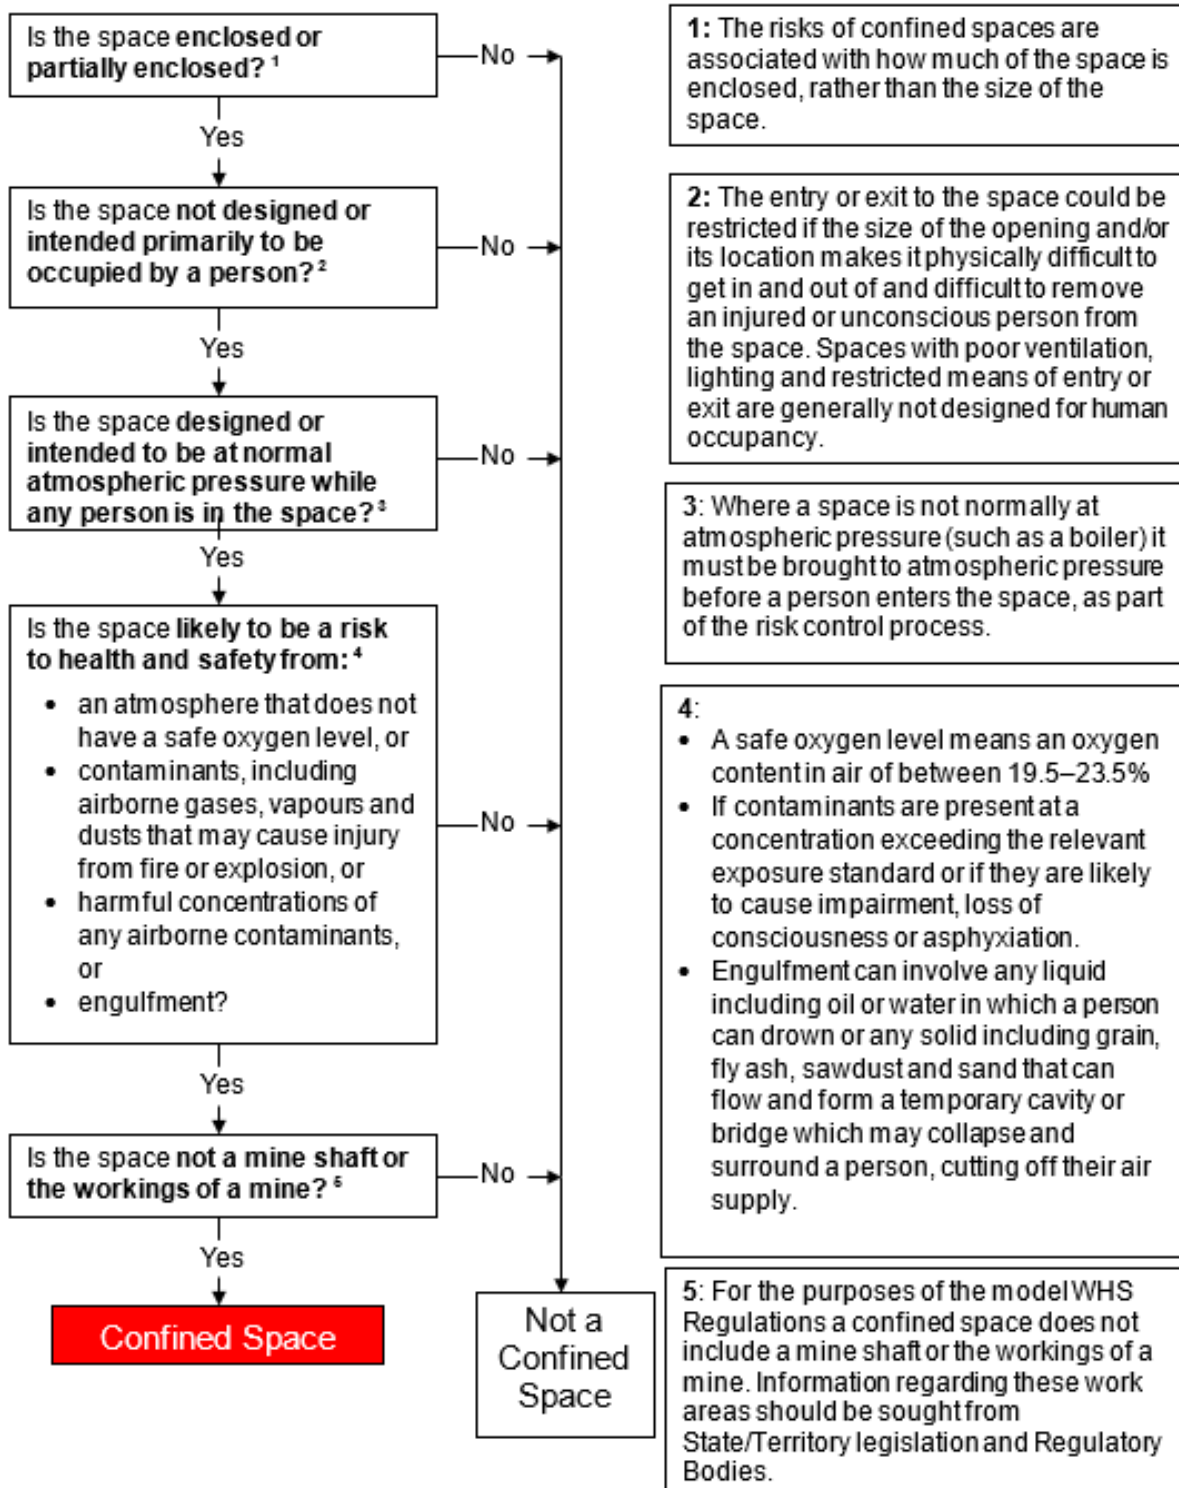 Is the space enclosed or
partially enclosed? 1
No
Yes
Is the space not designed or
intended primarily to be
occupied by a person? 2
No
Yes
Is the space designed or
intended to be at normal
atmospheric pressure while
any person is in the space? 3
No
Yes
Is the space likely to be a risk
to health and safety from: 4
• an atmosphere that does not
have a safe oxygen level, or
• contaminants, including
airborne gases, vapours and
dusts that may cause injury
from fire or explosion, or
• harmful concentrations of
any airborne contaminants,
or
• engulfment?
No
Yes
Is the space not a mine shaft or
the workings of a mine? 5
No
Yes
Confined Space
Not a
Confined
Space
1: The risks of confined spaces are
associated with how much of the space is
enclosed, rather than the size of the
space.
2: The entry or exit to the space could be
restricted if the size of the opening and/or
its location makes it physically difficult to
get in and out of and difficult to remove
an injured or unconscious person from
the space. Spaces with poor ventilation,
lighting and restricted means of entry or
exit are generally not designed for human
occupancy.
3: Where a space is not normally at
atmospheric pressure (such as a boiler) it
must be brought to atmospheric pressure
before a person enters the space, as part
of the risk control process.
4:
• A safe oxygen level means an oxygen
content in air of between 19.5–23.5%
• If contaminants are present at a
concentration exceeding the relevant
exposure standard or if they are likely
to cause impairment, loss of
consciousness or asphyxiation.
• Engulfment can involve any liquid
including oil or water in which a person
can drown or any solid including grain,
fly ash, sawdust and sand that can
flow and form a temporary cavity or
bridge which may collapse and
surround a person, cutting off their air
supply.
5: For the purposes of the model WHS
Regulations a confined space does not
include a mine shaft or the workings of a
mine. Information regarding these work
areas should be sought from
State/Territory legislation and Regulatory
Bodies.